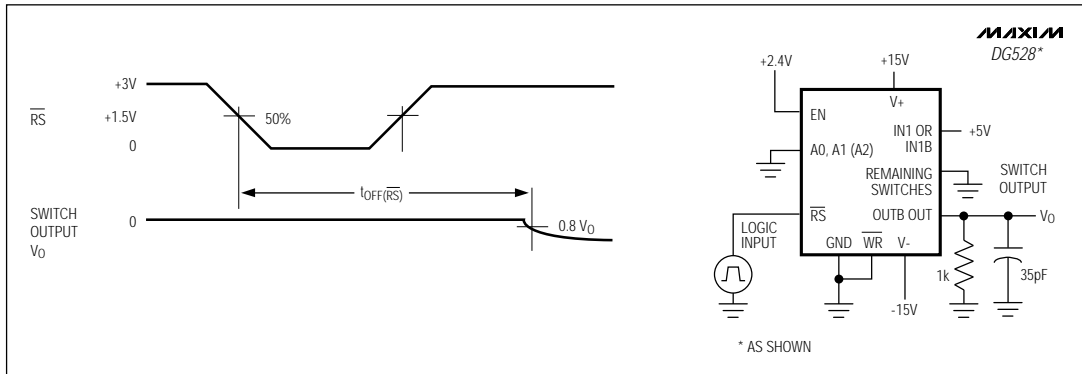 MAXIM
DG528*
+3V
RS
+1.5V
50%
0
tOFF(RS)
SWITCH
OUTPUT
VO
0
0.8 VO
+2.4V
+15V
V+
EN
IN1 OR
IN1B
+5V
A0, A1 (A2)
REMAINING
SWITCHES
SWITCH
OUTPUT
RS
OUTB OUT
VO
LOGIC
INPUT
GND
WR
V-
1k
35pF
-15V
* AS SHOWN